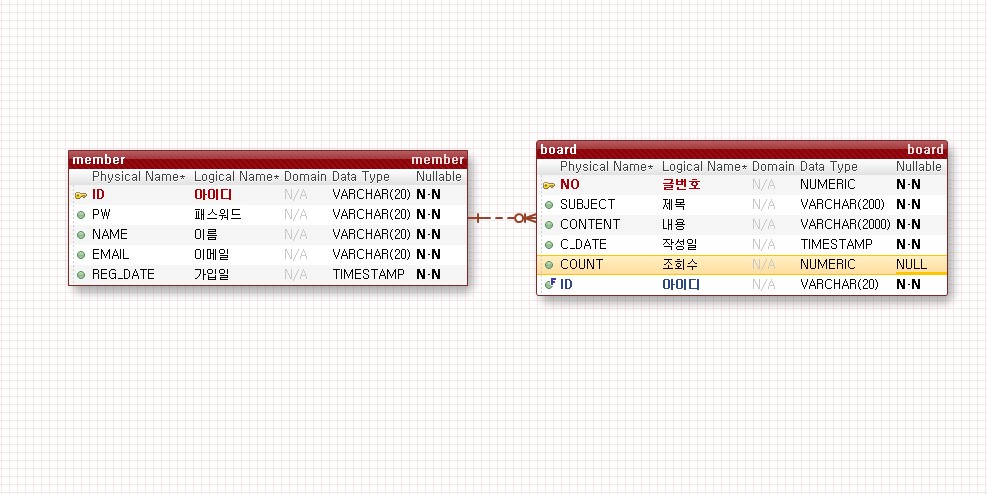 member member
Physical Name* Logical Name* Domain Data Type Nullable
ID 아이디 N/A VARCHAR(20) N-N
PW 패스워드 N/A VARCHAR(20) N-N
NAME 이름 N/A VARCHAR(20) N-N
EMAIL 이메일 N/A VARCHAR(20) N-N
REG_DATE 가입일 N/A TIMESTAMP N-N
board board
Physical Name* Logical Name* Domain Data Type Nullable
NO 글번호 N/A NUMERIC N-N
SUBJECT 제목 N/A VARCHAR(200) N-N
CONTENT 내용 N/A VARCHAR(2000) N-N
C_DATE 작성일 N/A TIMESTAMP N-N
COUNT 조회수 N/A NUMERIC NULL
F ID 아이디 N/A VARCHAR(20) N-N